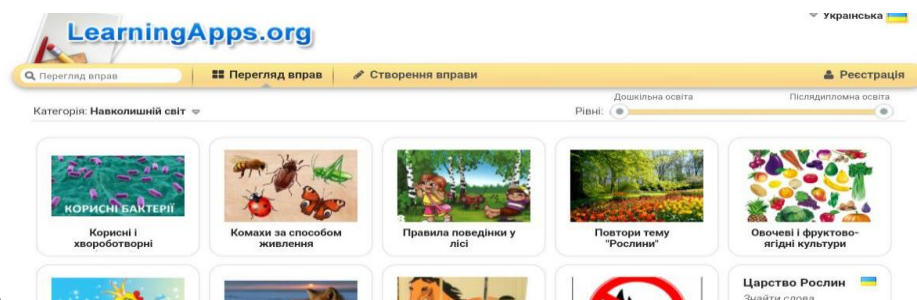 Українська
LearningApps.org
Перегляд вправ
Перегляд вправ
Створення вправи
Реєстрація
Категорія: Навколишній світ
Рівні:
Дошкільна освіта
Післядипломна освіта
КОРИСНІ БАКТЕРІЇ
Корисні і
хвороботворні
Комахи за способом
живлення
Правила поведінки у
лісі
Повтори тему
"Рослини"
Овочеві і фруктово-
ягідні культури
Царство Рослин
Знайти слова